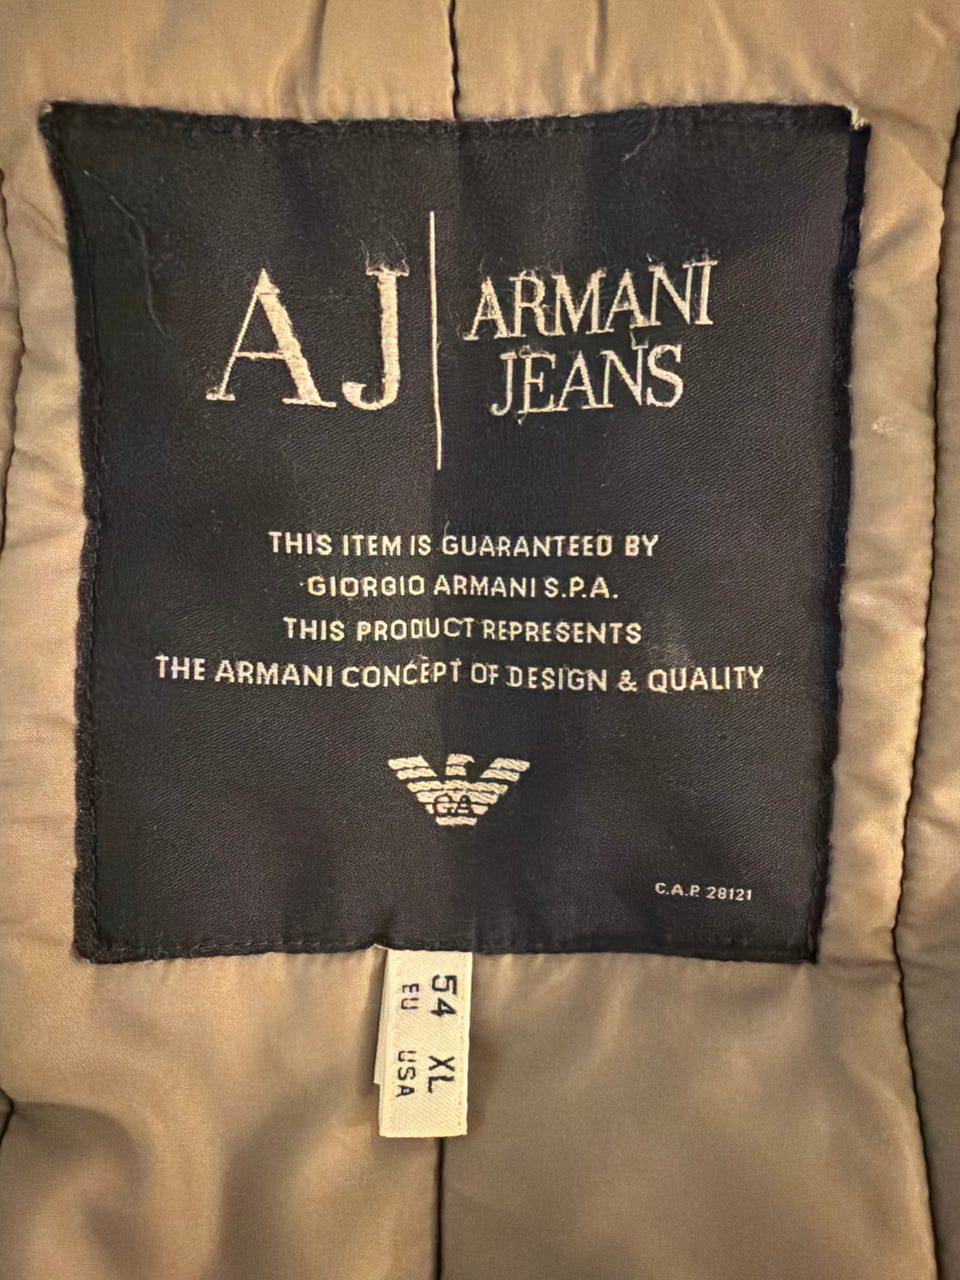 AJ
ARMANI
JEANS
THIS ITEM IS GUARANTEED BY
GIORGIO ARMANI S.P.A.
THIS PRODUCT REPRESENTS
THE ARMANI CONCEPT OF DESIGN & QUALITY
GA
C.A.P. 28121
54 XL
EU USA